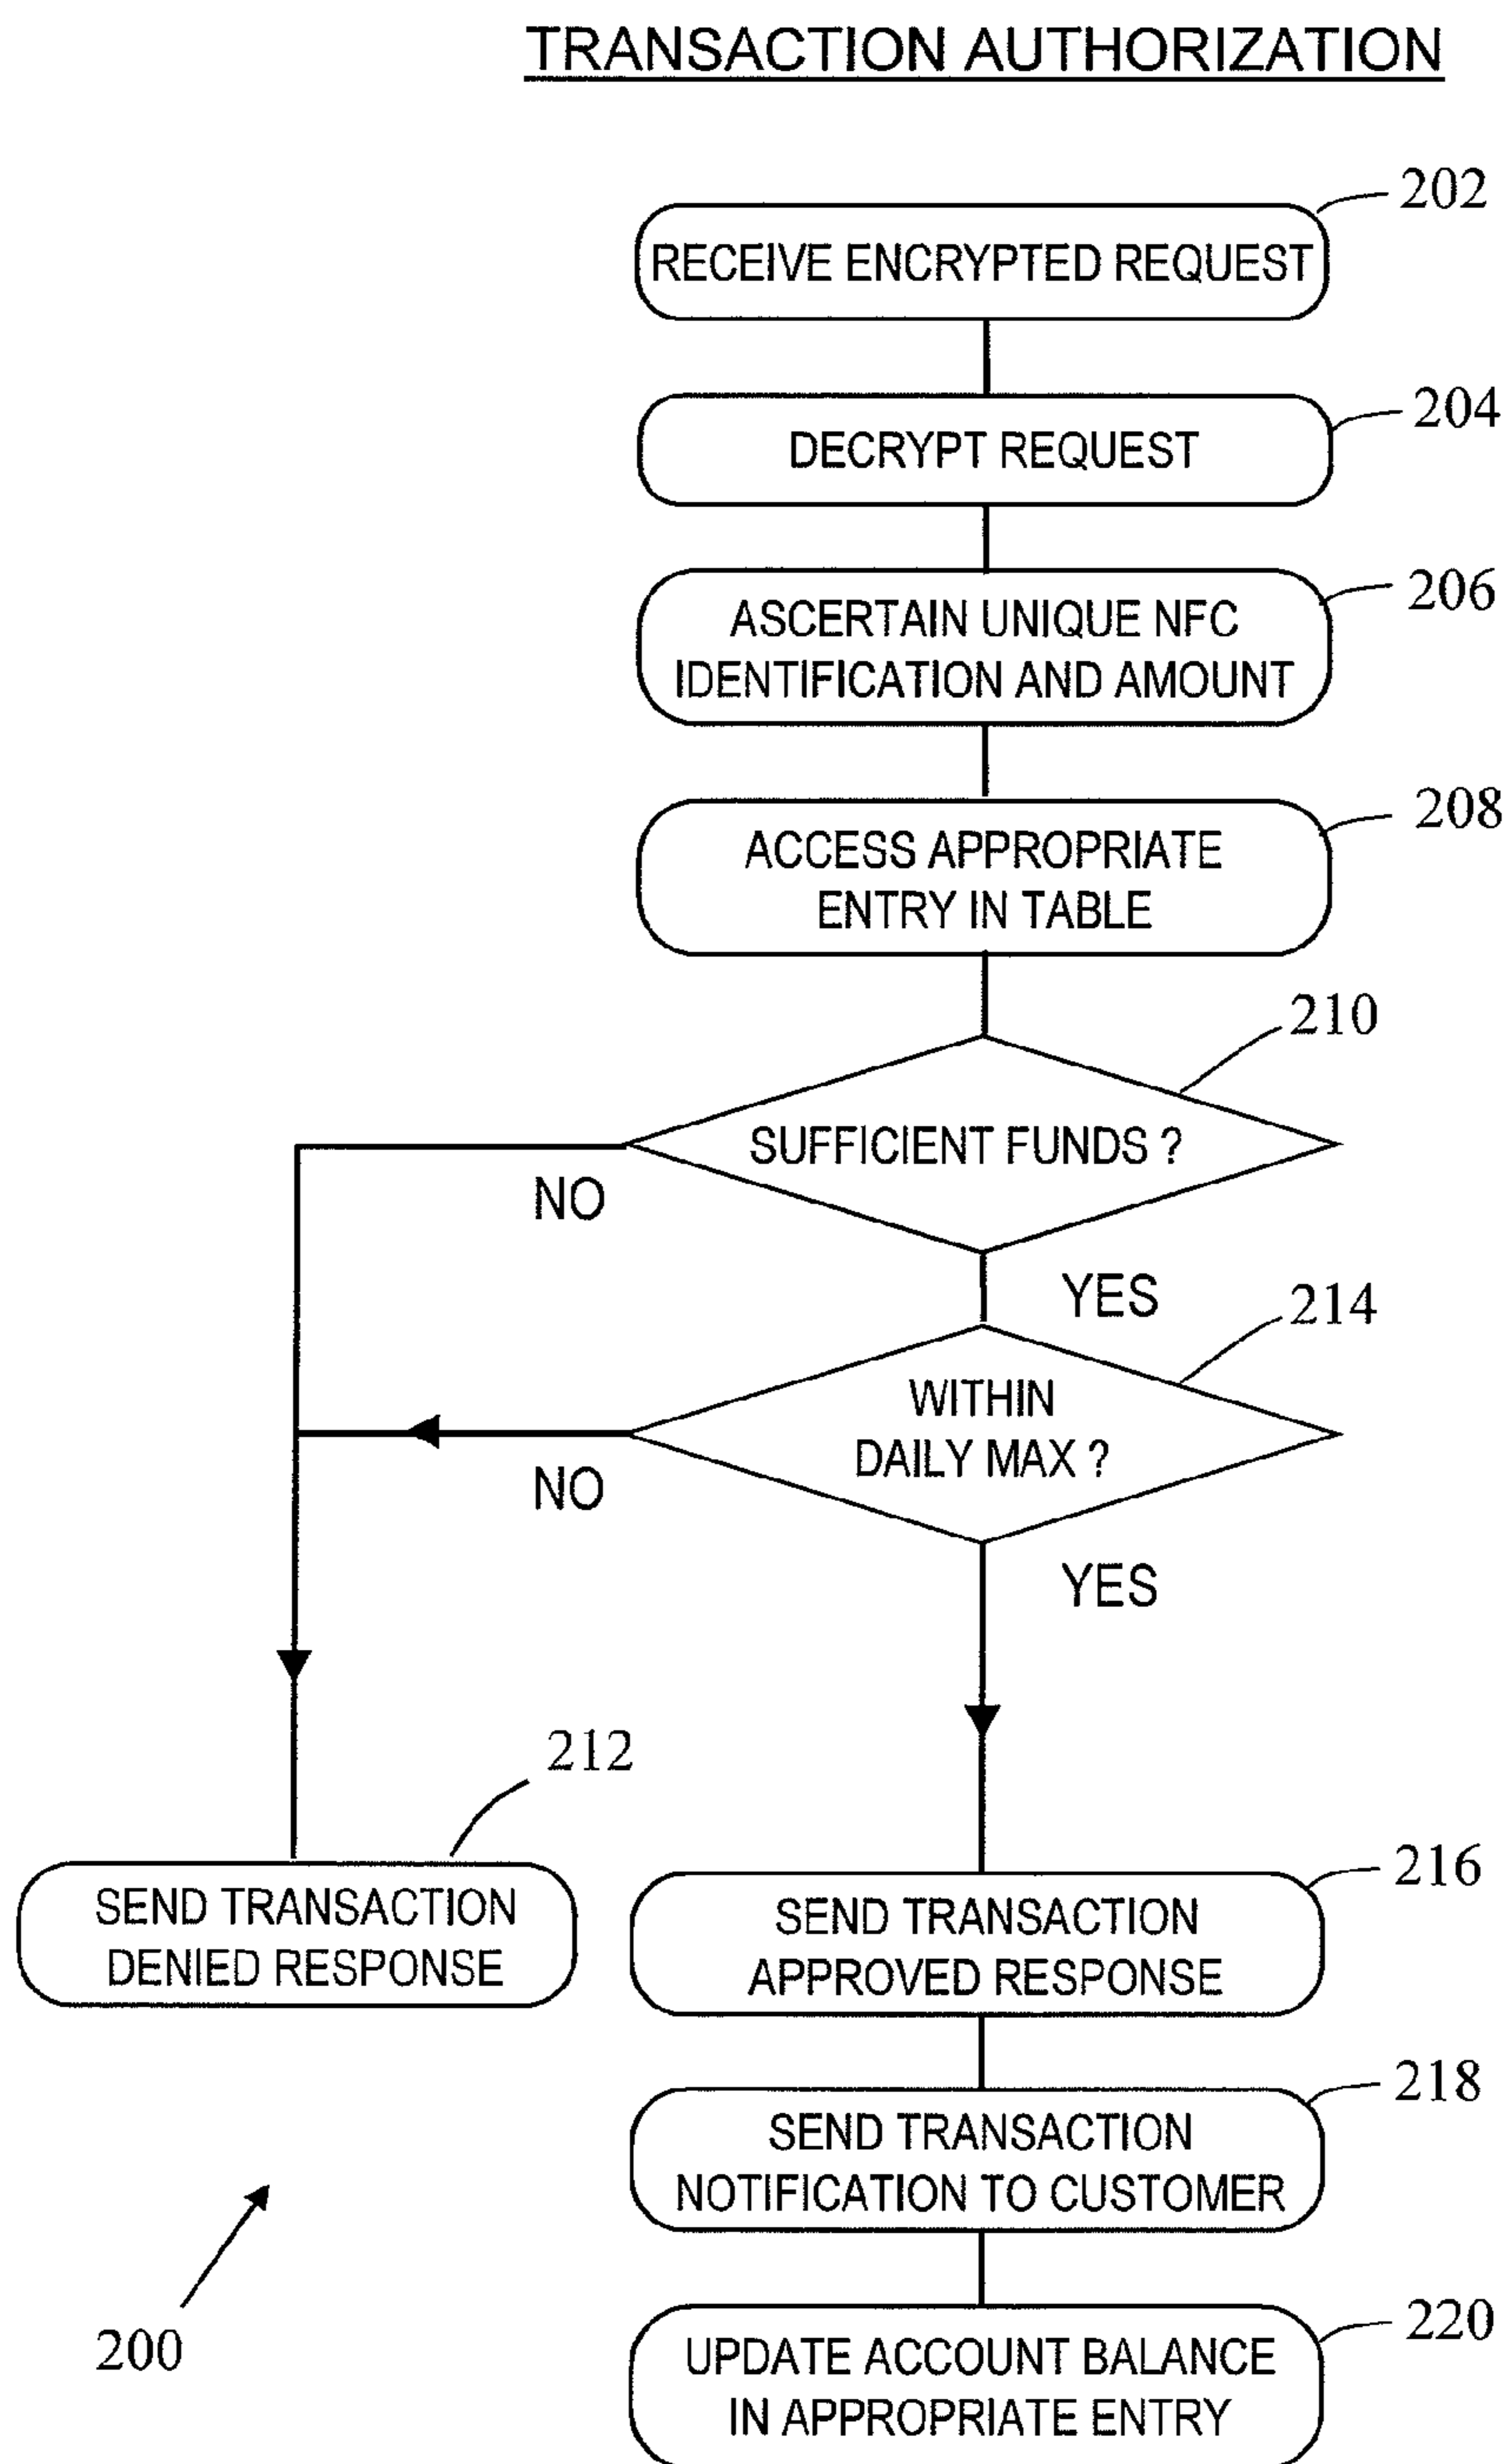 TRANSACTION AUTHORIZATION
202
RECEIVE ENCRYPTED REQUEST
204
DECRYPT REQUEST
206
ASCERTAIN UNIQUE NFC
IDENTIFICATION AND AMOUNT
208
ACCESS APPROPRIATE
ENTRY IN TABLE
210
SUFFICIENT FUNDS ?
NO
YES
214
WITHIN
DAILY MAX ?
NO
YES
212
SEND TRANSACTION
DENIED RESPONSE
216
SEND TRANSACTION
APPROVED RESPONSE
218
SEND TRANSACTION
NOTIFICATION TO CUSTOMER
200
220
UPDATE ACCOUNT BALANCE
IN APPROPRIATE ENTRY